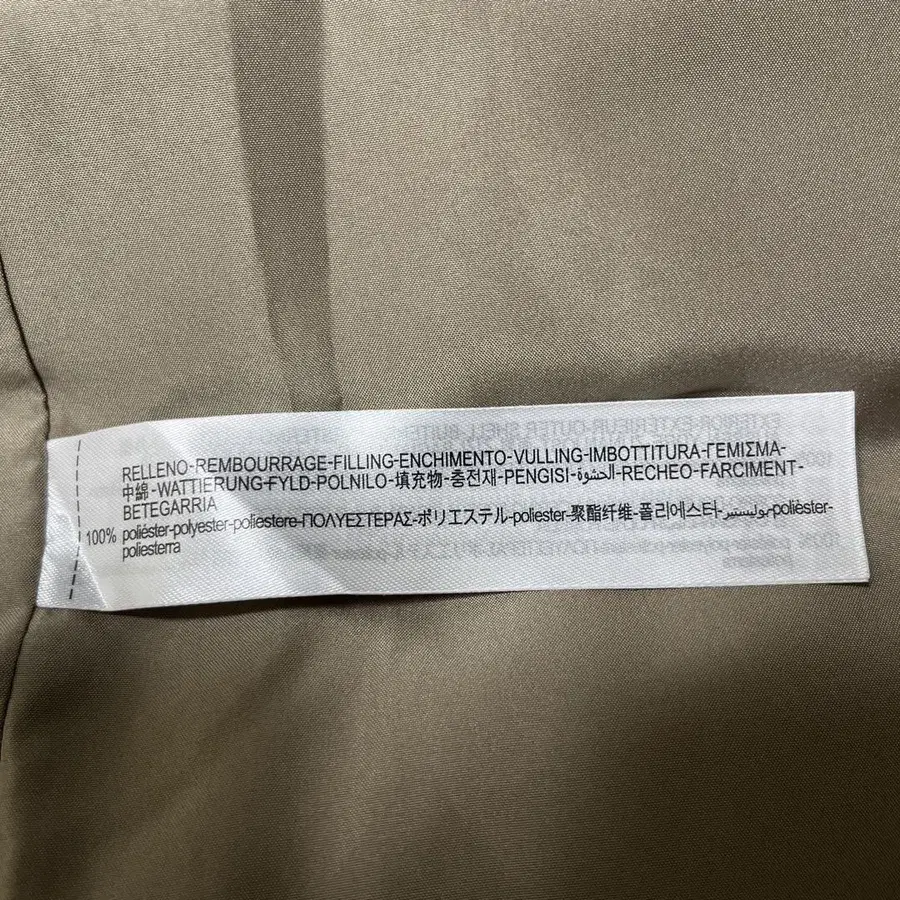 RELLENO-REMBOURRAGE-FILLING-ENCHIMENTO-VULLING-IMBOTTITURA-ΓΕΜΙΣΜΑ-
中綿-WATTIERUNG-FYLD-POLNILO-填充物-충전재-PENGISI-الحشوة-RECHEO-FARCIMENT-
BETEGARRIA
100% poliéster-polyester-poliestere-ΠΟΛΥΕΣΤΕΡΑΣ-ポリエステル-poliester-聚酯纤维-폴리에스터-بوليستير-polièster-
poliesterra